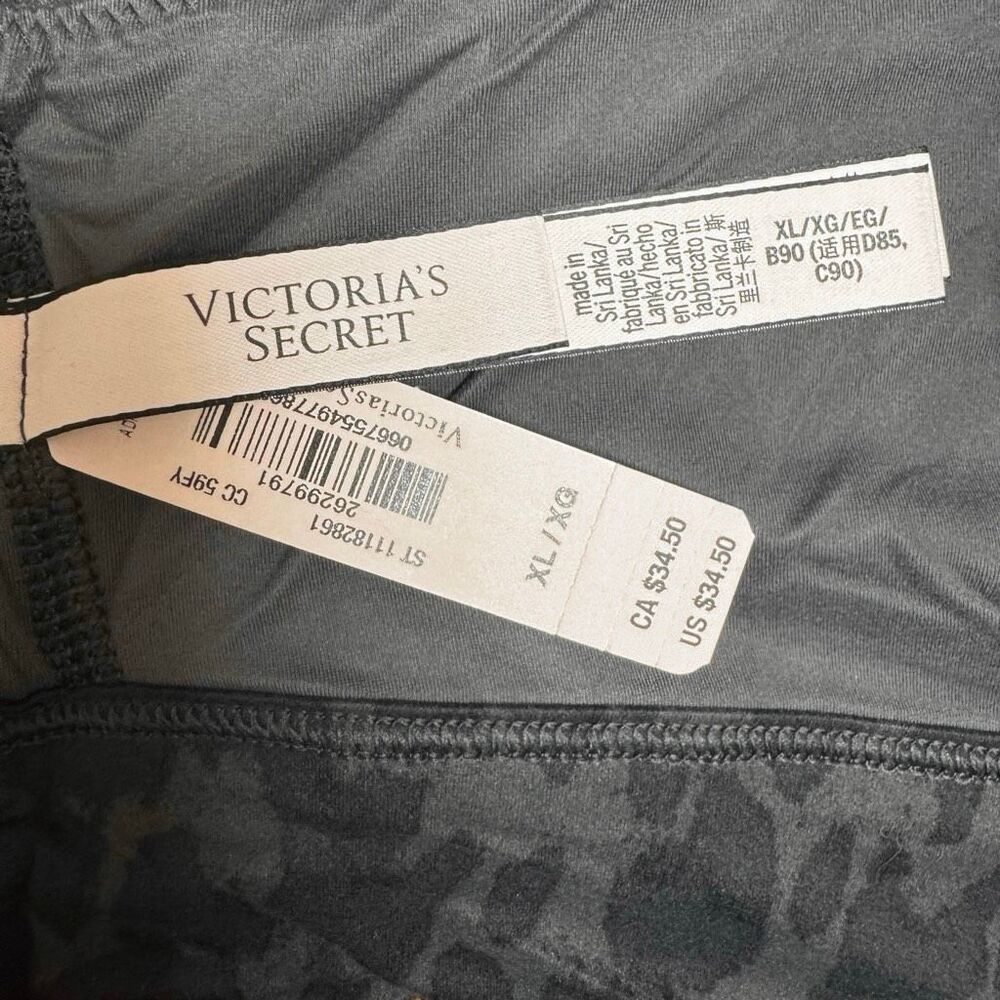 VICTORIA'S
SECRET
made in
Sri Lanka/
fabriqué au Sri
Lanka/hecho
en Sri Lanka/
fabbricato in
Sri Lanka/ 斯
里兰卡制造
XL/XG/EG/
B90 (适用D85,
C90)
VictoriasS
26299791
CC 59FY
ST 11182861
XL / XG
CA $34.50
US $34.50